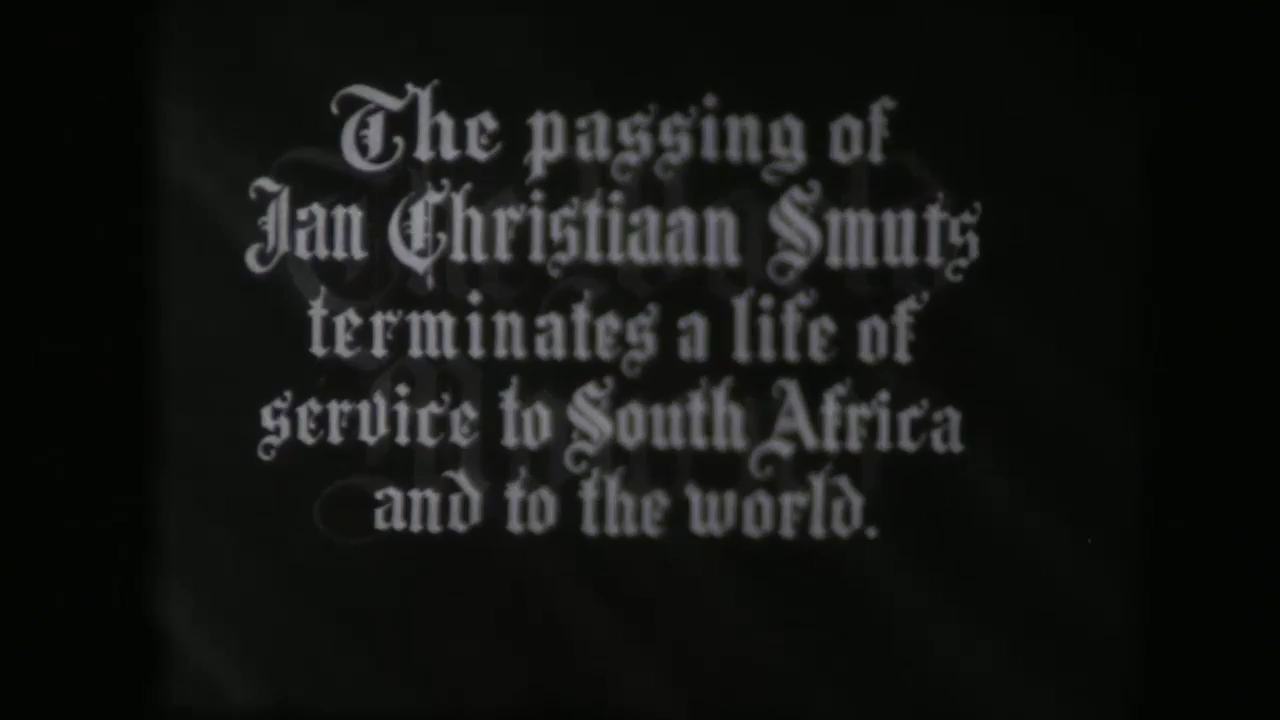 The passing of
Jan Christiaan Smuts
terminates a life of
service to South Africa
and to the world.